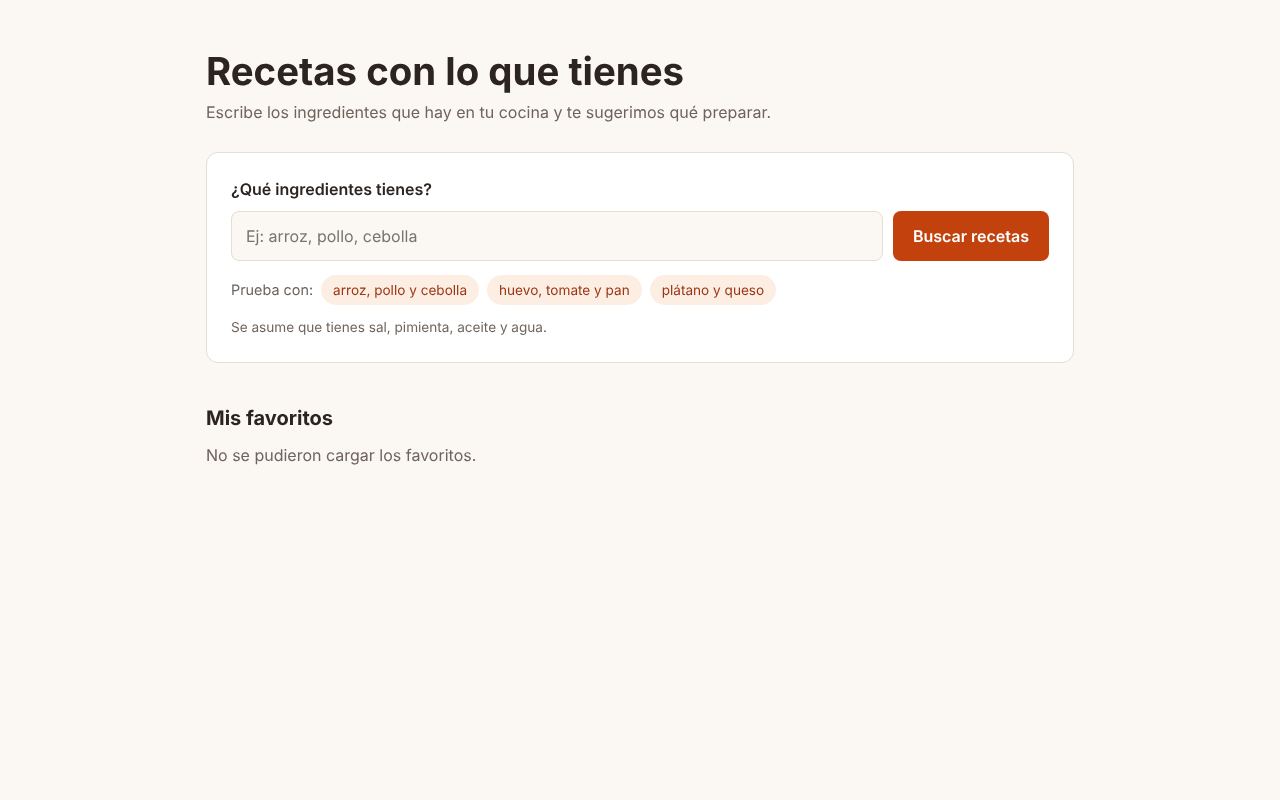 Recetas con lo que tienes
Escribe los ingredientes que hay en tu cocina y te sugerimos qué preparar.
¿Qué ingredientes tienes?
Ej: arroz, pollo, cebolla
Buscar recetas
Prueba con: arroz, pollo y cebolla huevo, tomate y pan plátano y queso
Se asume que tienes sal, pimienta, aceite y agua.
Mis favoritos
No se pudieron cargar los favoritos.